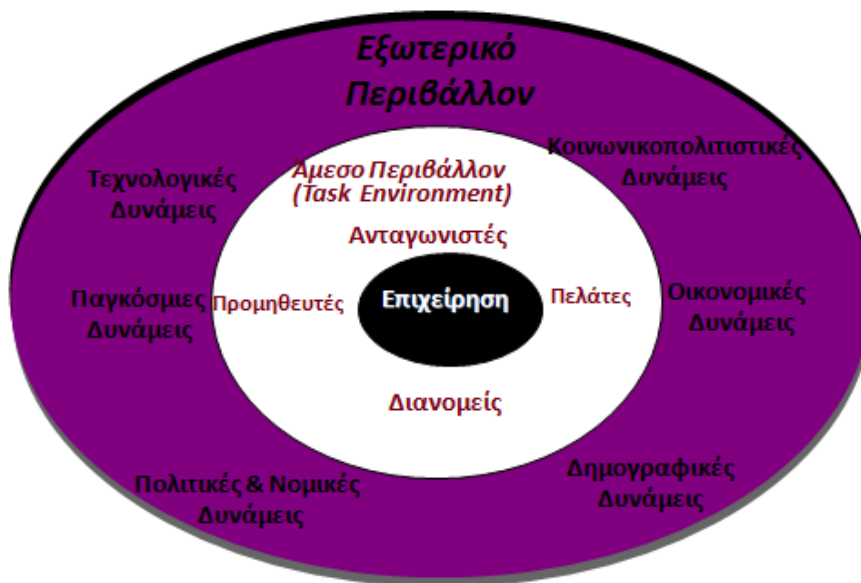 Εξωτερικό
Περιβάλλον
Κοινωνικοπολιτιστικές
Δυνάμεις
Τεχνολογικές
Δυνάμεις
Άμεσο Περιβάλλον
(Task Environment)
Ανταγωνιστές
Παγκόσμιες
Δυνάμεις
Προμηθευτές
Επιχείρηση
Πελάτες
Οικονομικές
Δυνάμεις
Διανομείς
Πολιτικές & Νομικές
Δυνάμεις
Δημογραφικές
Δυνάμεις